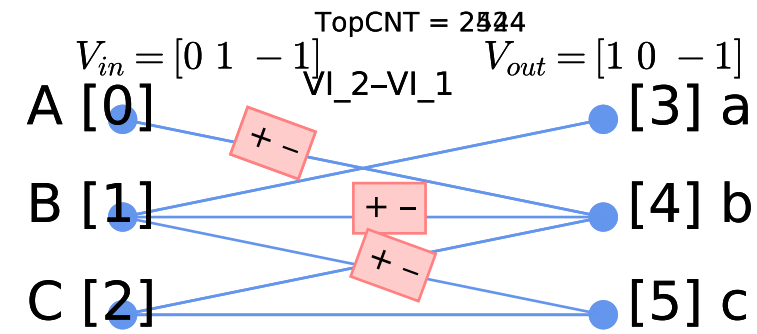 TopCNT =
V_in = [0 1 −1] V_out = [1 0 −1]
VI_2–VI_1
A [0] [3] a
+ −
B [1] + − [4] b
+ −
C [2] [5] c